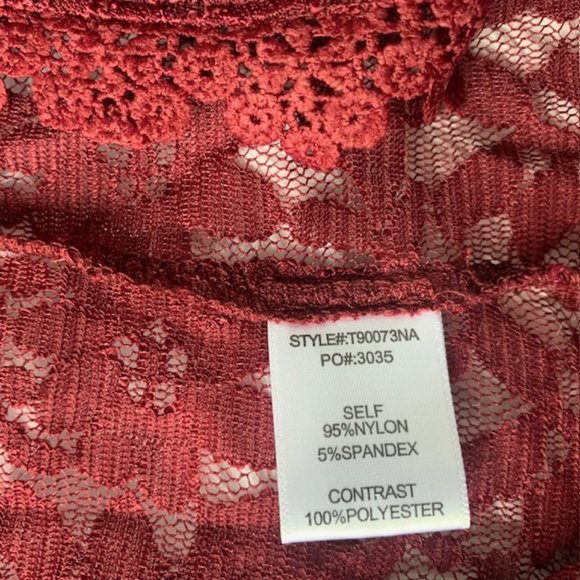 STYLE#:T90073NA
PO#:3035
SELF
95%NYLON
5%SPANDEX
CONTRAST
100%POLYESTER